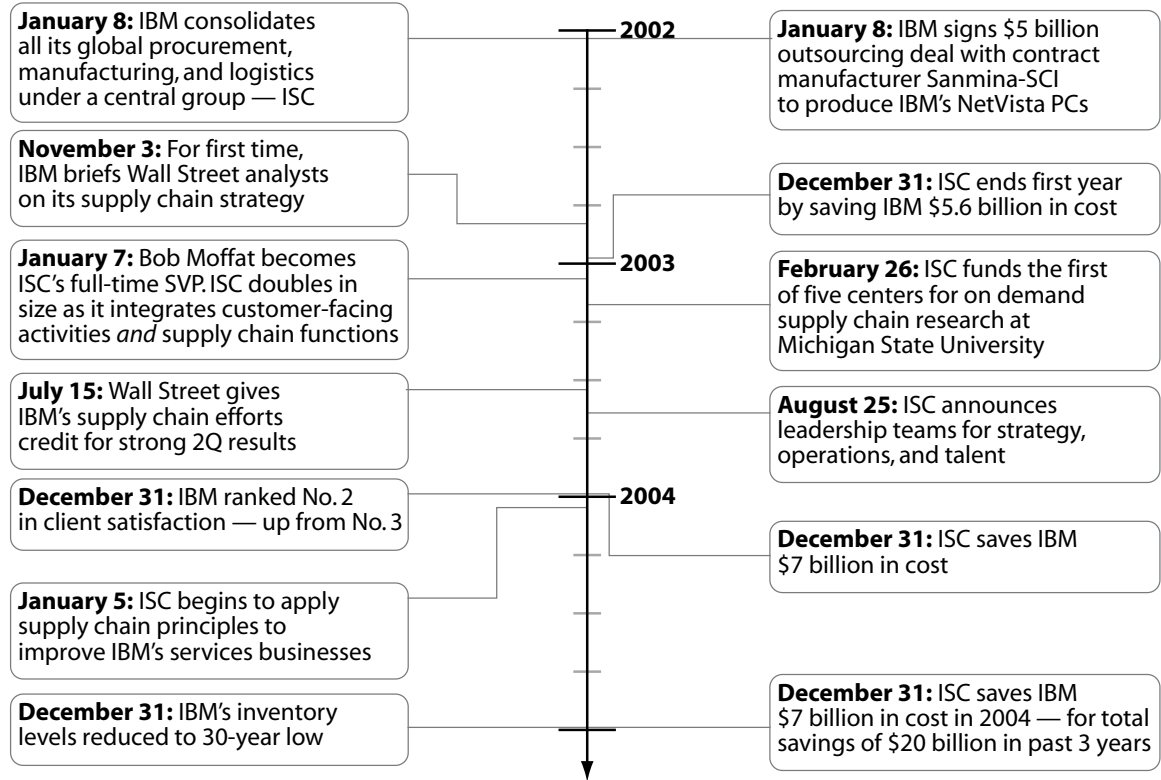 January 8: IBM consolidates
all its global procurement,
manufacturing, and logistics
under a central group — ISC
2002
January 8: IBM signs $5 billion
outsourcing deal with contract
manufacturer Sanmina-SCI
to produce IBM's NetVista PCs
November 3: For first time,
IBM briefs Wall Street analysts
on its supply chain strategy
December 31: ISC ends first year
by saving IBM $5.6 billion in cost
2003
January 7: Bob Moffat becomes
ISC's full-time SVP. ISC doubles in
size as it integrates customer-facing
activities and supply chain functions
February 26: ISC funds the first
of five centers for on demand
supply chain research at
Michigan State University
July 15: Wall Street gives
IBM's supply chain efforts
credit for strong 2Q results
August 25: ISC announces
leadership teams for strategy,
operations, and talent
December 31: IBM ranked No. 2
in client satisfaction — up from No. 3
2004
December 31: ISC saves IBM
$7 billion in cost
January 5: ISC begins to apply
supply chain principles to
improve IBM's services businesses
December 31: IBM's inventory
levels reduced to 30-year low
December 31: ISC saves IBM
$7 billion in cost in 2004 — for total
savings of $20 billion in past 3 years